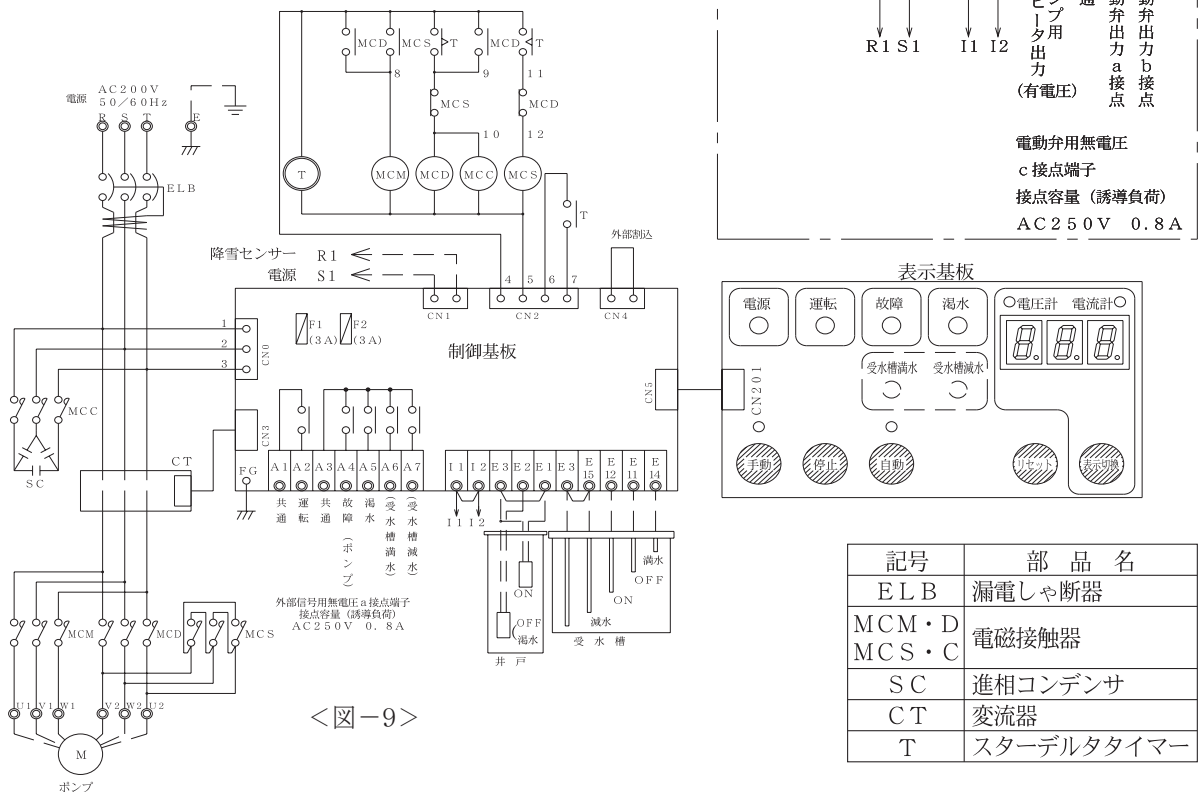 電源
AC200V
50/60Hz
R S T E
ELB
MCD
MCS
T
MCD
T
8
9
11
MCS
MCD
10
12
T
MCM
MCD
MCC
MCS
T
降雪センサー R1
電源 S1
4 5 6 7
外部割込
CN1
CN2
CN4
1
2
3
CN0
F1
(3A)
F2
(3A)
制御基板
CN5
CN3
MCC
SC
CT
FG
A1 A2 A3 A4 A5 A6 A7
I1 I2 E3 E2 E1 E3 E15 E12 E11 E14
共通
運転
共通
故障(ポンプ)
渇水
(受水槽満水)
(受水槽減水)
I1 I2
外部信号用無電圧a接点端子
接点容量(誘導負荷)
AC250V 0.8A
ON
OFF
渇水
井戸
満水
OFF
ON
減水
受水槽
MCM
MCD
MCS
U1 V1 W1 V2 W2 U2
M
ポンプ
<図-9>
R1 S1 I1 I2
ンプ用
ヒータ出力
(有電圧)
通
動弁出力a接点
動弁出力b接点
電動弁用無電圧
c接点端子
接点容量(誘導負荷)
AC250V 0.8A
表示基板
電源
運転
故障
渇水
電圧計 電流計
8.8.8.
受水槽満水 受水槽減水
CN201
手動
停止
自動
リセット
表示切換
記号 部品名
ELB 漏電しゃ断器
MCM・D
MCS・C
電磁接触器
SC 進相コンデンサ
CT 変流器
T スターデルタタイマー